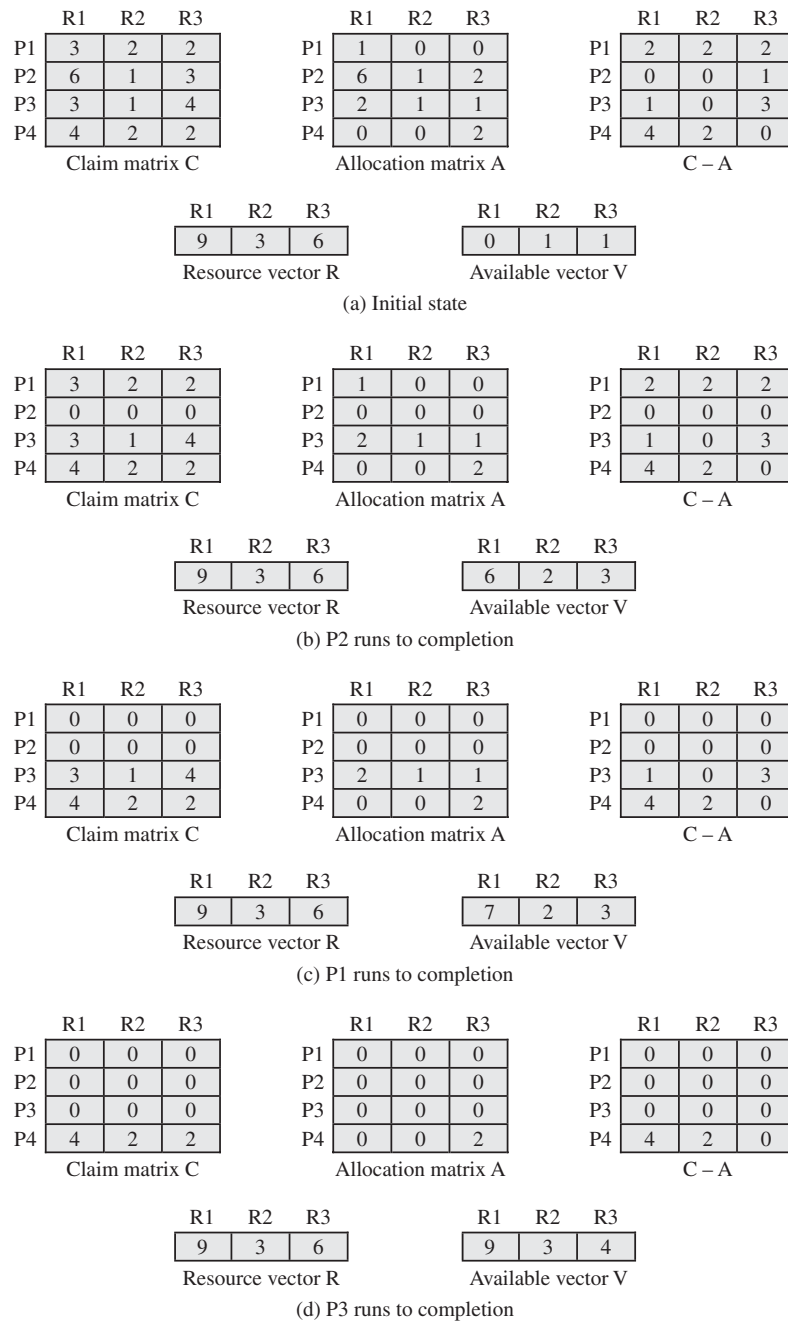 R1 R2 R3 R1 R2 R3 R1 R2 R3
P1 3 2 2 P1 1 0 0 P1 2 2 2
P2 6 1 3 P2 6 1 2 P2 0 0 1
P3 3 1 4 P3 2 1 1 P3 1 0 3
P4 4 2 2 P4 0 0 2 P4 4 2 0
Claim matrix C Allocation matrix A C – A
R1 R2 R3 R1 R2 R3
9 3 6 0 1 1
Resource vector R Available vector V
(a) Initial state
R1 R2 R3 R1 R2 R3 R1 R2 R3
P1 3 2 2 P1 1 0 0 P1 2 2 2
P2 0 0 0 P2 0 0 0 P2 0 0 0
P3 3 1 4 P3 2 1 1 P3 1 0 3
P4 4 2 2 P4 0 0 2 P4 4 2 0
Claim matrix C Allocation matrix A C – A
R1 R2 R3 R1 R2 R3
9 3 6 6 2 3
Resource vector R Available vector V
(b) P2 runs to completion
R1 R2 R3 R1 R2 R3 R1 R2 R3
P1 0 0 0 P1 0 0 0 P1 0 0 0
P2 0 0 0 P2 0 0 0 P2 0 0 0
P3 3 1 4 P3 2 1 1 P3 1 0 3
P4 4 2 2 P4 0 0 2 P4 4 2 0
Claim matrix C Allocation matrix A C – A
R1 R2 R3 R1 R2 R3
9 3 6 7 2 3
Resource vector R Available vector V
(c) P1 runs to completion
R1 R2 R3 R1 R2 R3 R1 R2 R3
P1 0 0 0 P1 0 0 0 P1 0 0 0
P2 0 0 0 P2 0 0 0 P2 0 0 0
P3 0 0 0 P3 0 0 0 P3 0 0 0
P4 4 2 2 P4 0 0 2 P4 4 2 0
Claim matrix C Allocation matrix A C – A
R1 R2 R3 R1 R2 R3
9 3 6 9 3 4
Resource vector R Available vector V
(d) P3 runs to completion